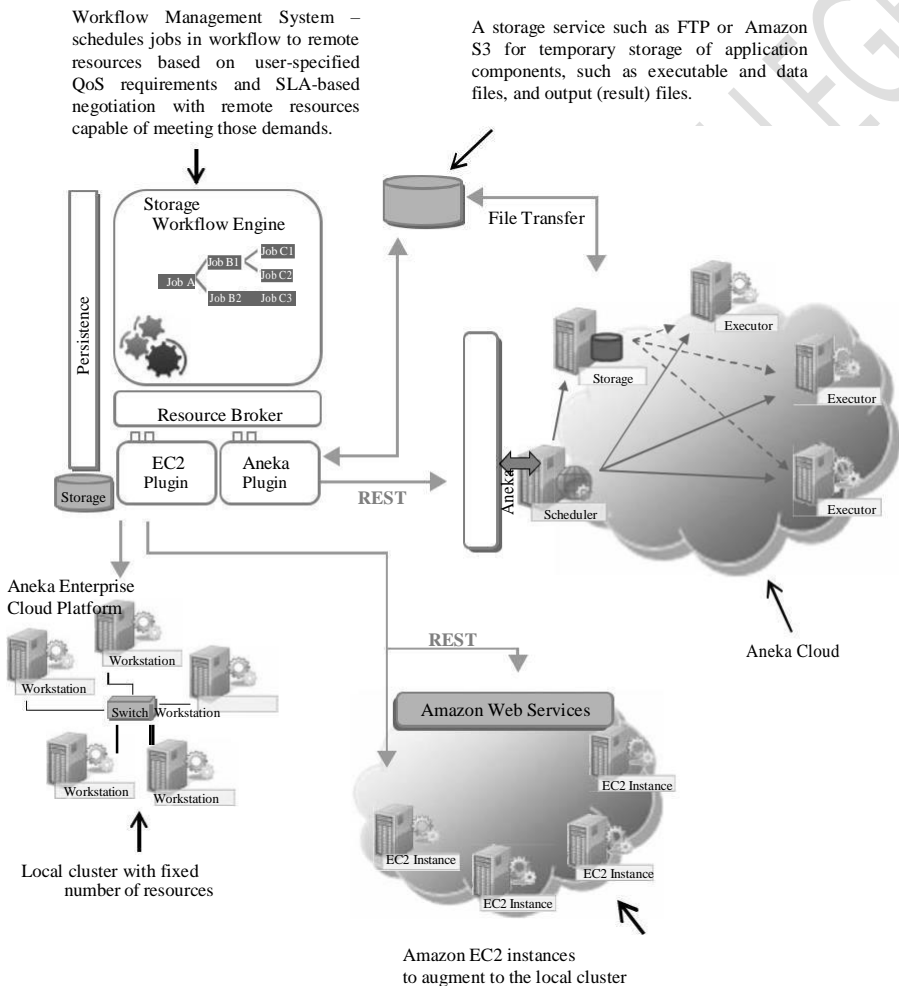 Workflow Management System –
schedules jobs in workflow to remote
resources based on user-specified
QoS requirements and SLA-based
negotiation with remote resources
capable of meeting those demands.
A storage service such as FTP or Amazon
S3 for temporary storage of application
components, such as executable and data
files, and output (result) files.
Storage
Workflow Engine
Job A
Job B1
Job C1
Job C2
Job B2
Job C3
Persistence
Resource Broker
EC2
Plugin
Aneka
Plugin
Storage
File Transfer
REST
Aneka
Storage
Scheduler
Executor
Executor
Executor
Aneka Cloud
Aneka Enterprise
Cloud Platform
Workstation
Workstation
Switch
Workstation
Workstation
Workstation
Local cluster with fixed
number of resources
REST
Amazon Web Services
EC2 Instance
EC2 Instance
EC2 Instance
EC2 Instance
Amazon EC2 instances
to augment to the local cluster